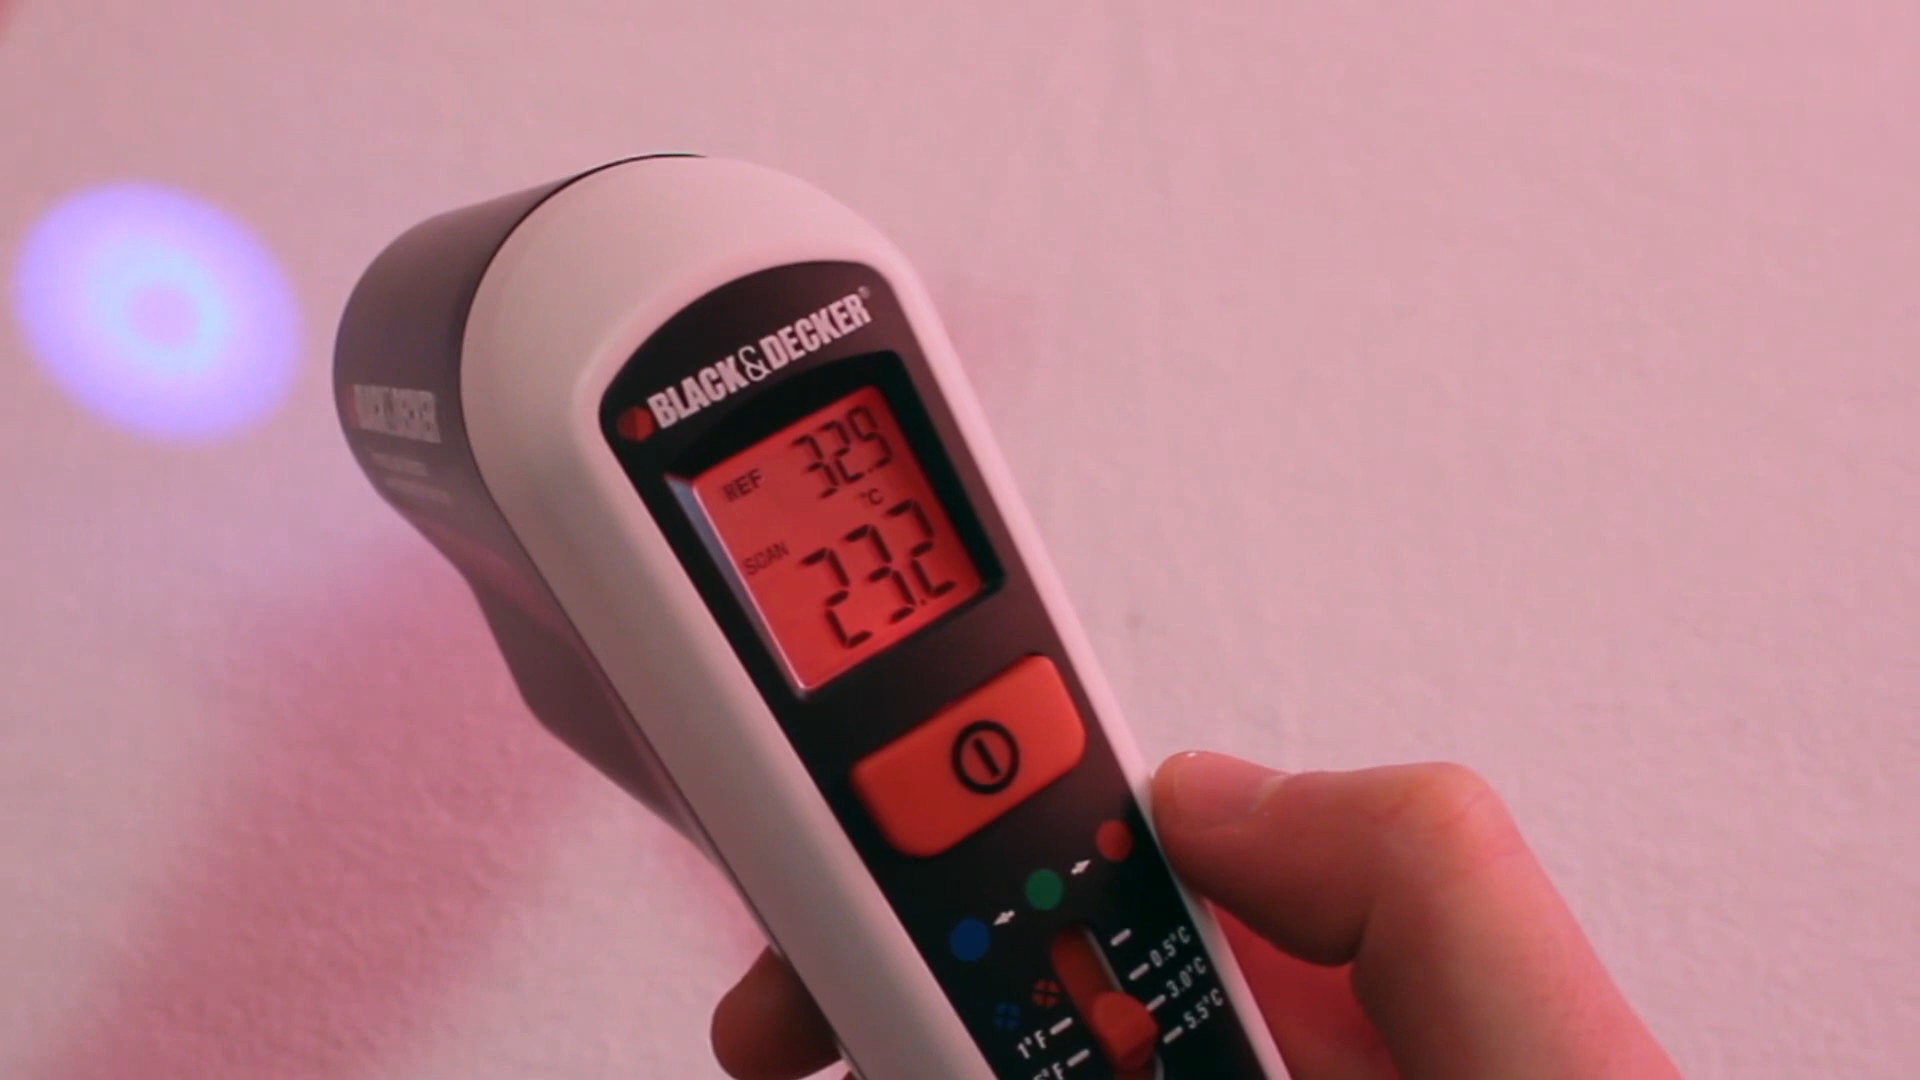 BLACK&DECKER®
BLACK&DECKER
REF 32.9
°C
SCAN 23.2
0.5°C
3.0°C
5.5°C
1°F